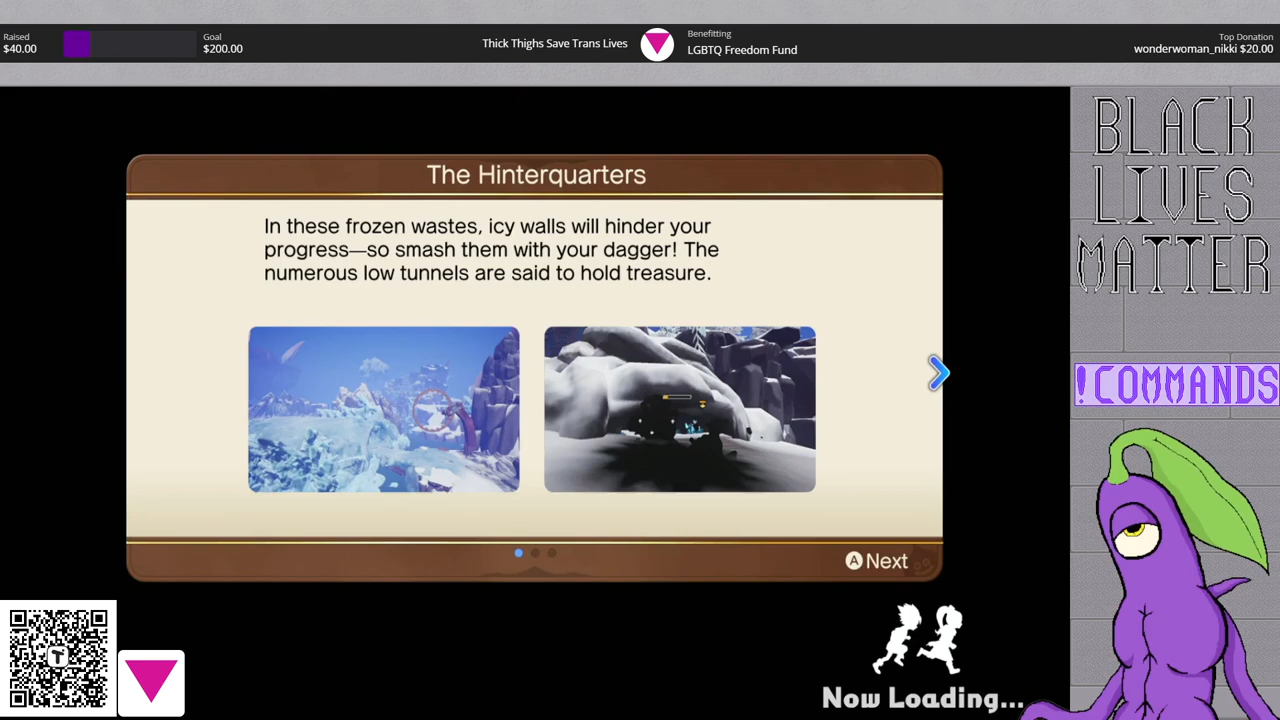 Raised
$40.00
Goal
$200.00
Thick Thighs Save Trans Lives
Benefitting
LGBTQ Freedom Fund
Top Donation
wonderwoman_nikki $20.00
BLACK
LIVES
MATTER
!COMMANDS
The Hinterquarters
In these frozen wastes, icy walls will hinder your
progress—so smash them with your dagger! The
numerous low tunnels are said to hold treasure.
A Next
T
Now Loading...